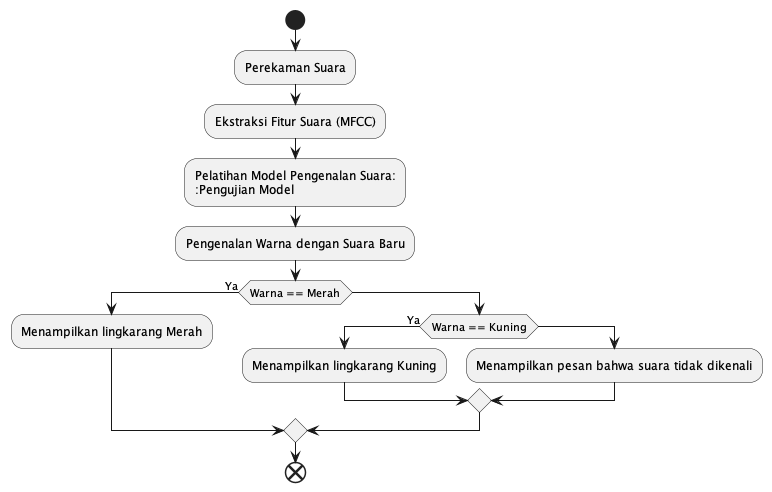 Perekaman Suara
Ekstraksi Fitur Suara (MFCC)
Pelatihan Model Pengenalan Suara:
:Pengujian Model
Pengenalan Warna dengan Suara Baru
Ya
Warna == Merah
Menampilkan lingkarang Merah
Ya
Warna == Kuning
Menampilkan lingkarang Kuning
Menampilkan pesan bahwa suara tidak dikenali